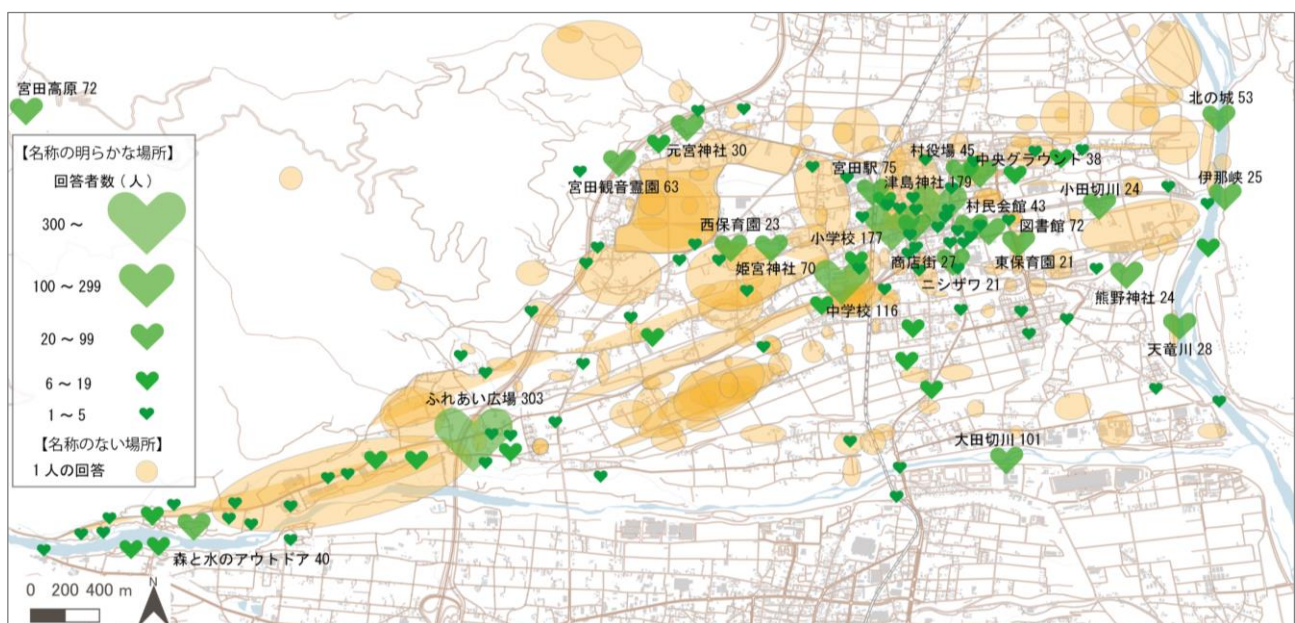 宮田高原 72
【名称の明らかな場所】
回答者数（人）
300 ～
100 ～ 299
20 ～ 99
6 ～ 19
1 ～ 5
【名称のない場所】
1人の回答
元宮神社 30
宮田観音霊園 63
西保育園 23
姫宮神社 70
宮田駅 75
村役場 45
中央グラウンド 38
津島神社 179
村民会館 43
小学校 177
図書館 72
商店街 27
東保育園 21
ニシザワ 21
中学校 116
小田切川 24
北の城 53
伊那峡 25
熊野神社 24
天竜川 28
ふれあい広場 303
大田切川 101
森と水のアウトドア 40
0 200 400 m
N